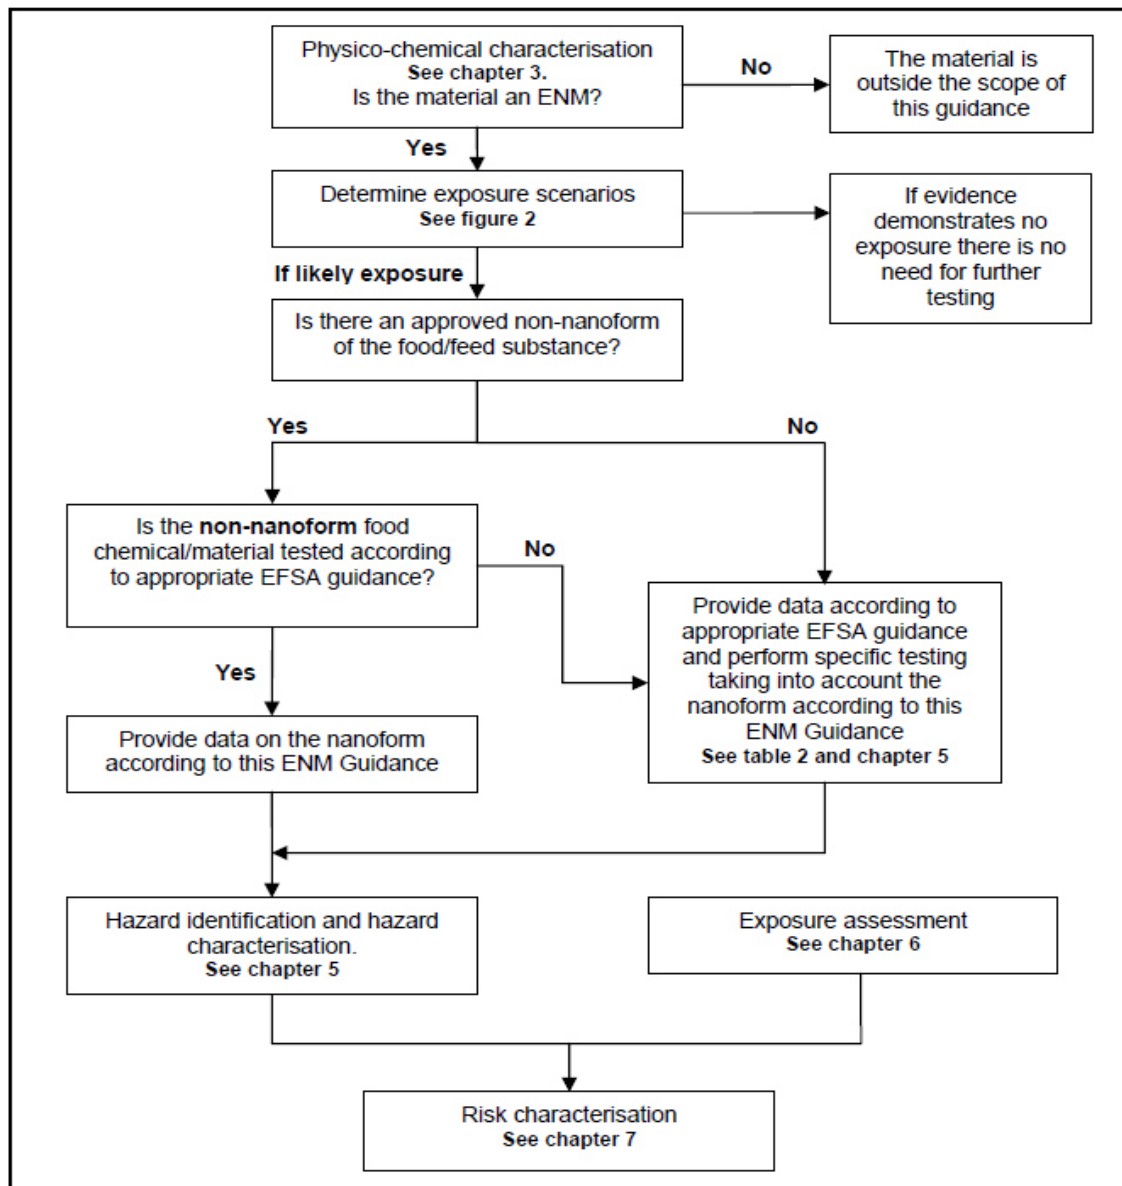 Physico-chemical characterisation
See chapter 3.
Is the material an ENM?
No
The material is
outside the scope of
this guidance
Yes
Determine exposure scenarios
See figure 2
If evidence
demonstrates no
exposure there is no
need for further
testing
If likely exposure
Is there an approved non-nanoform
of the food/feed substance?
Yes
No
Is the non-nanoform food
chemical/material tested according
to appropriate EFSA guidance?
No
Provide data according to
appropriate EFSA guidance
and perform specific testing
taking into account the
nanoform according to this
ENM Guidance
See table 2 and chapter 5
Yes
Provide data on the nanoform
according to this ENM Guidance
Hazard identification and hazard
characterisation.
See chapter 5
Exposure assessment
See chapter 6
Risk characterisation
See chapter 7